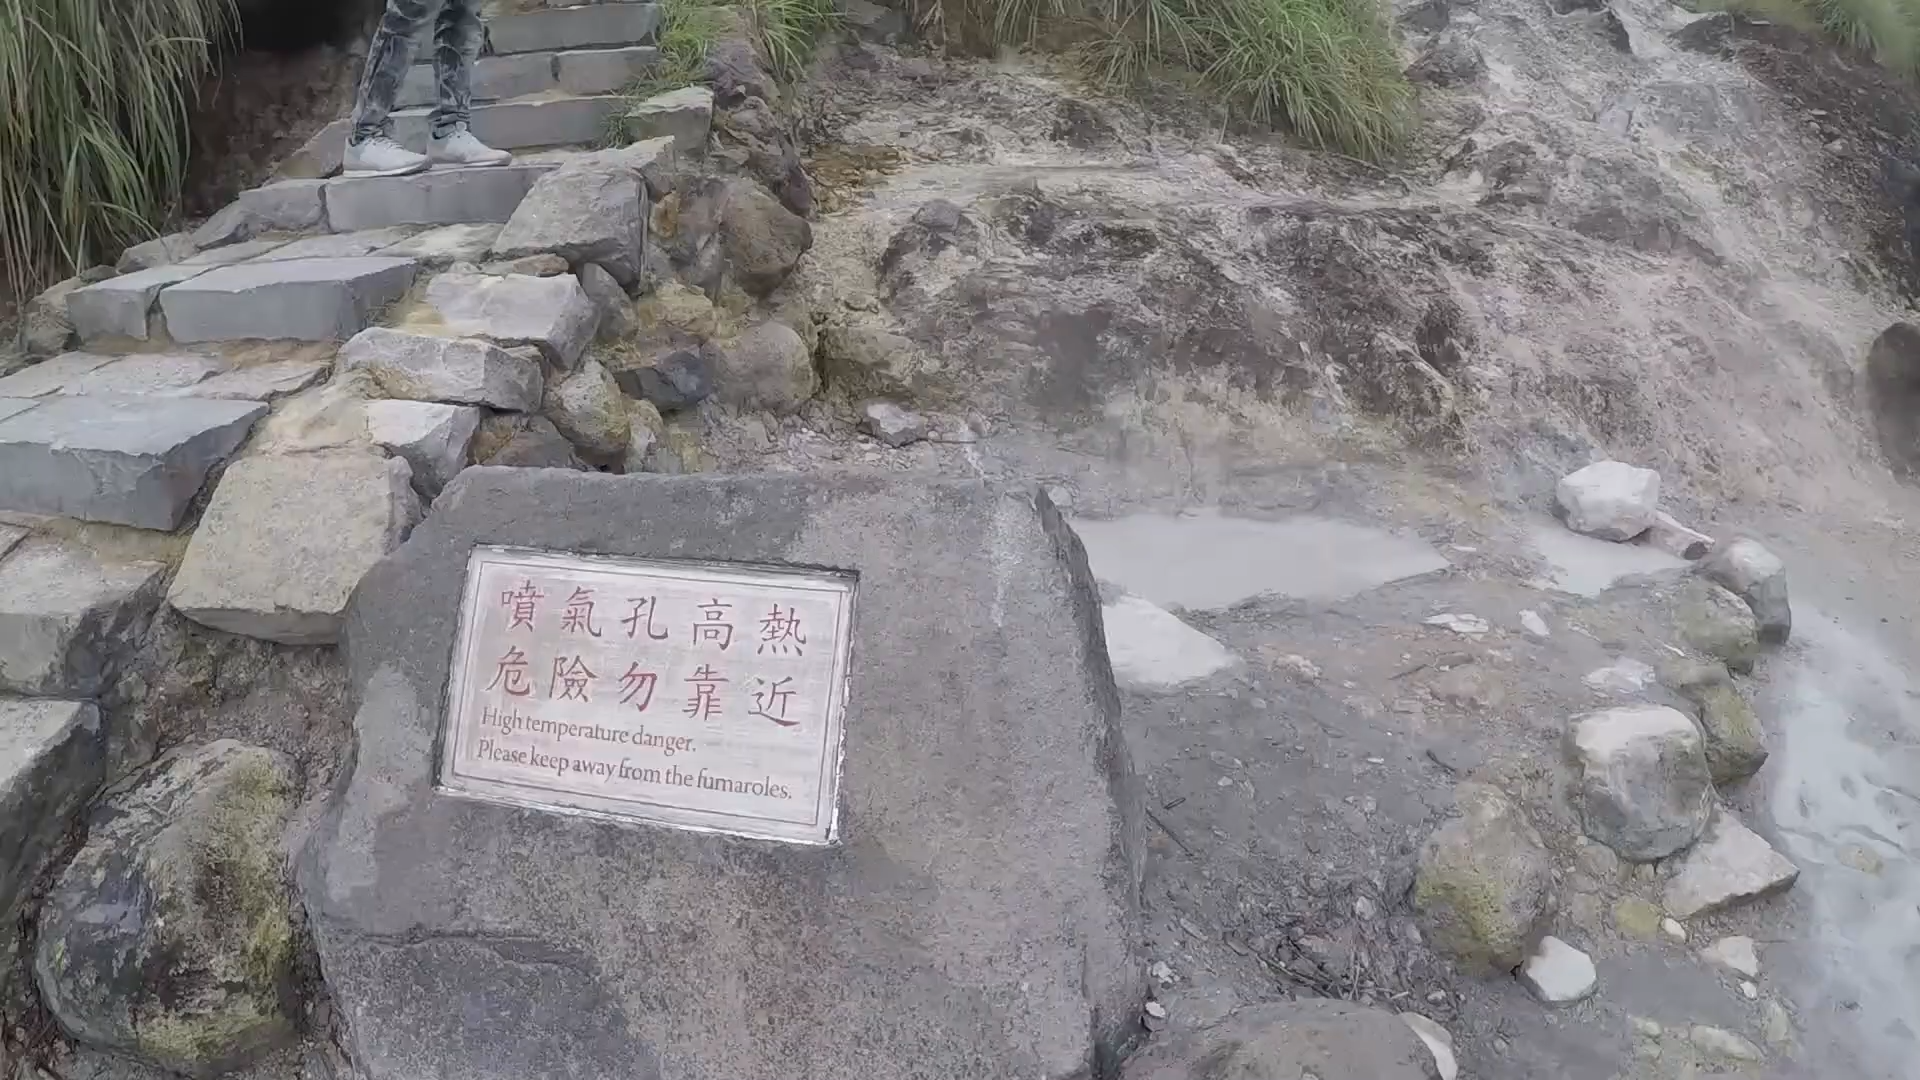 噴氣孔高熱
危險勿靠近
High temperature danger.
Please keep away from the fumaroles.